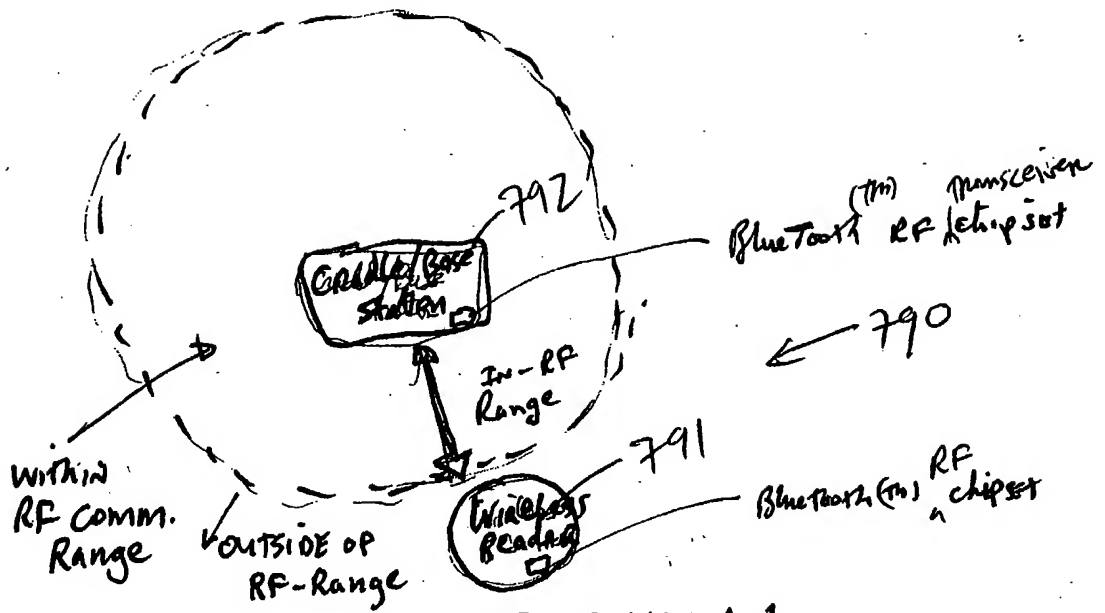 792
(TM) Transceiver
BlueTooth RF chipset
Cradle/Base
Station
790
In-RF
Range
791
Within
RF Comm.
Range
OUTSIDE OF
RF-Range
Wireless
Reader
RF
BlueTooth(TM) chipset